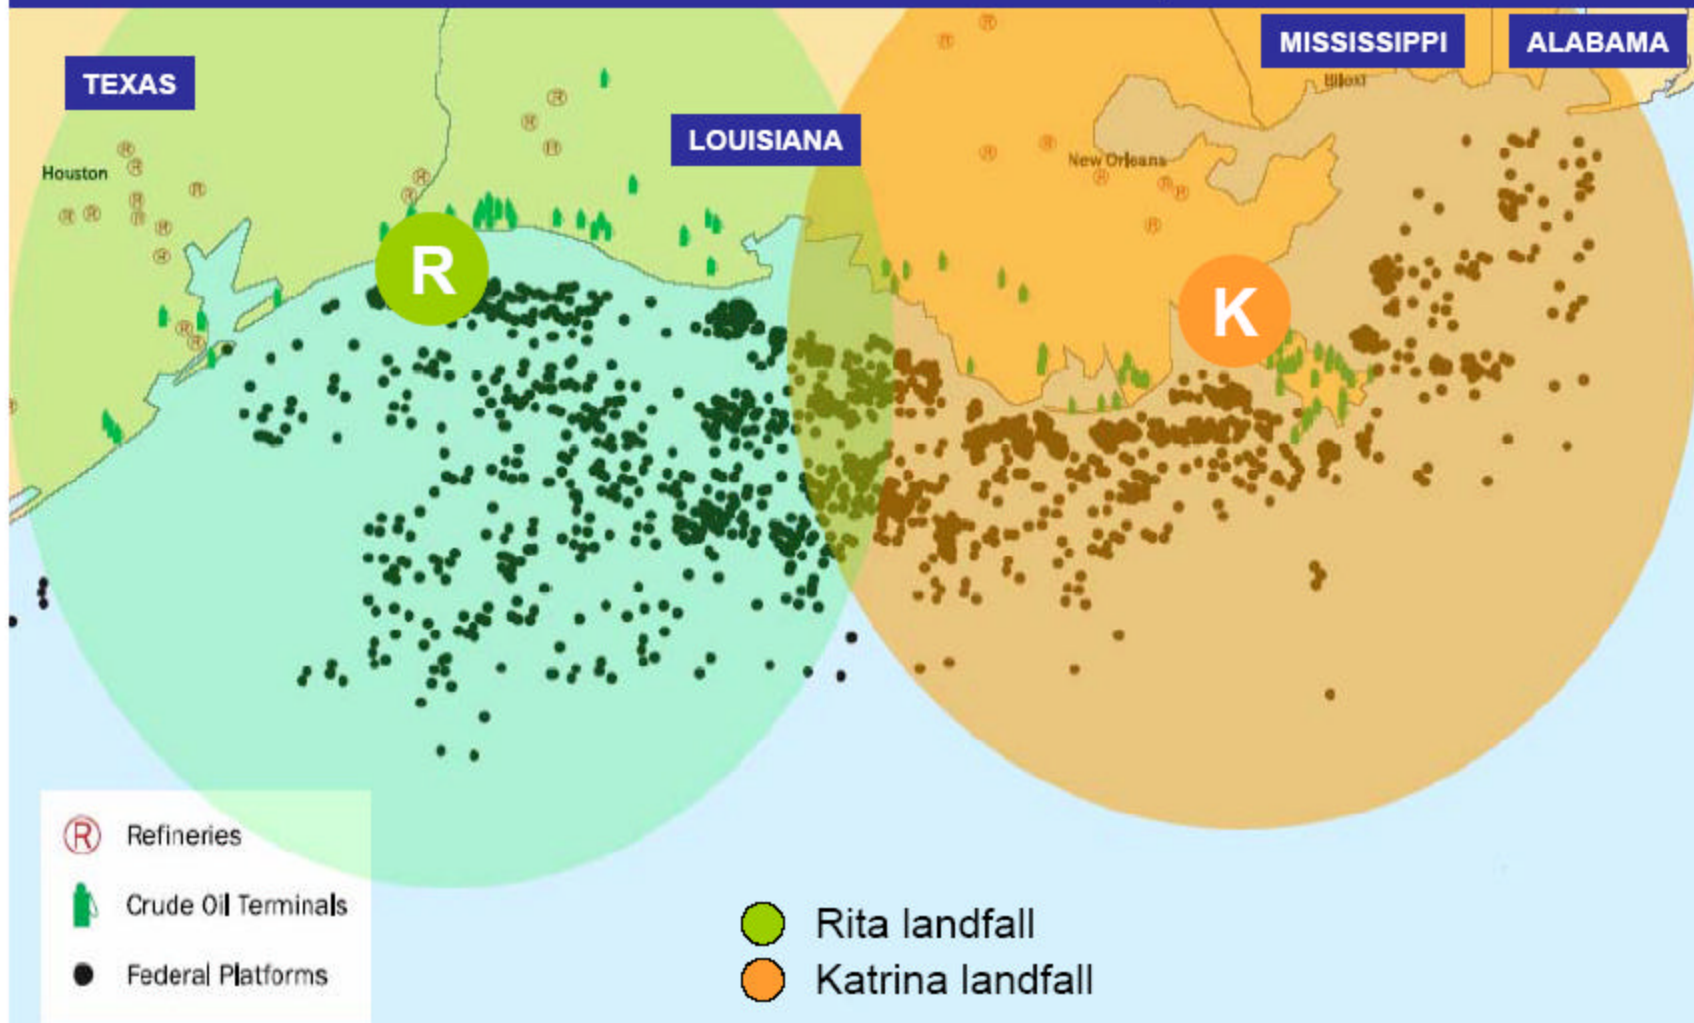 MISSISSIPPI
ALABAMA
TEXAS
Biloxi
LOUISIANA
New Orleans
Houston
R
K
R Refineries
Crude Oil Terminals
Federal Platforms
Rita landfall
Katrina landfall